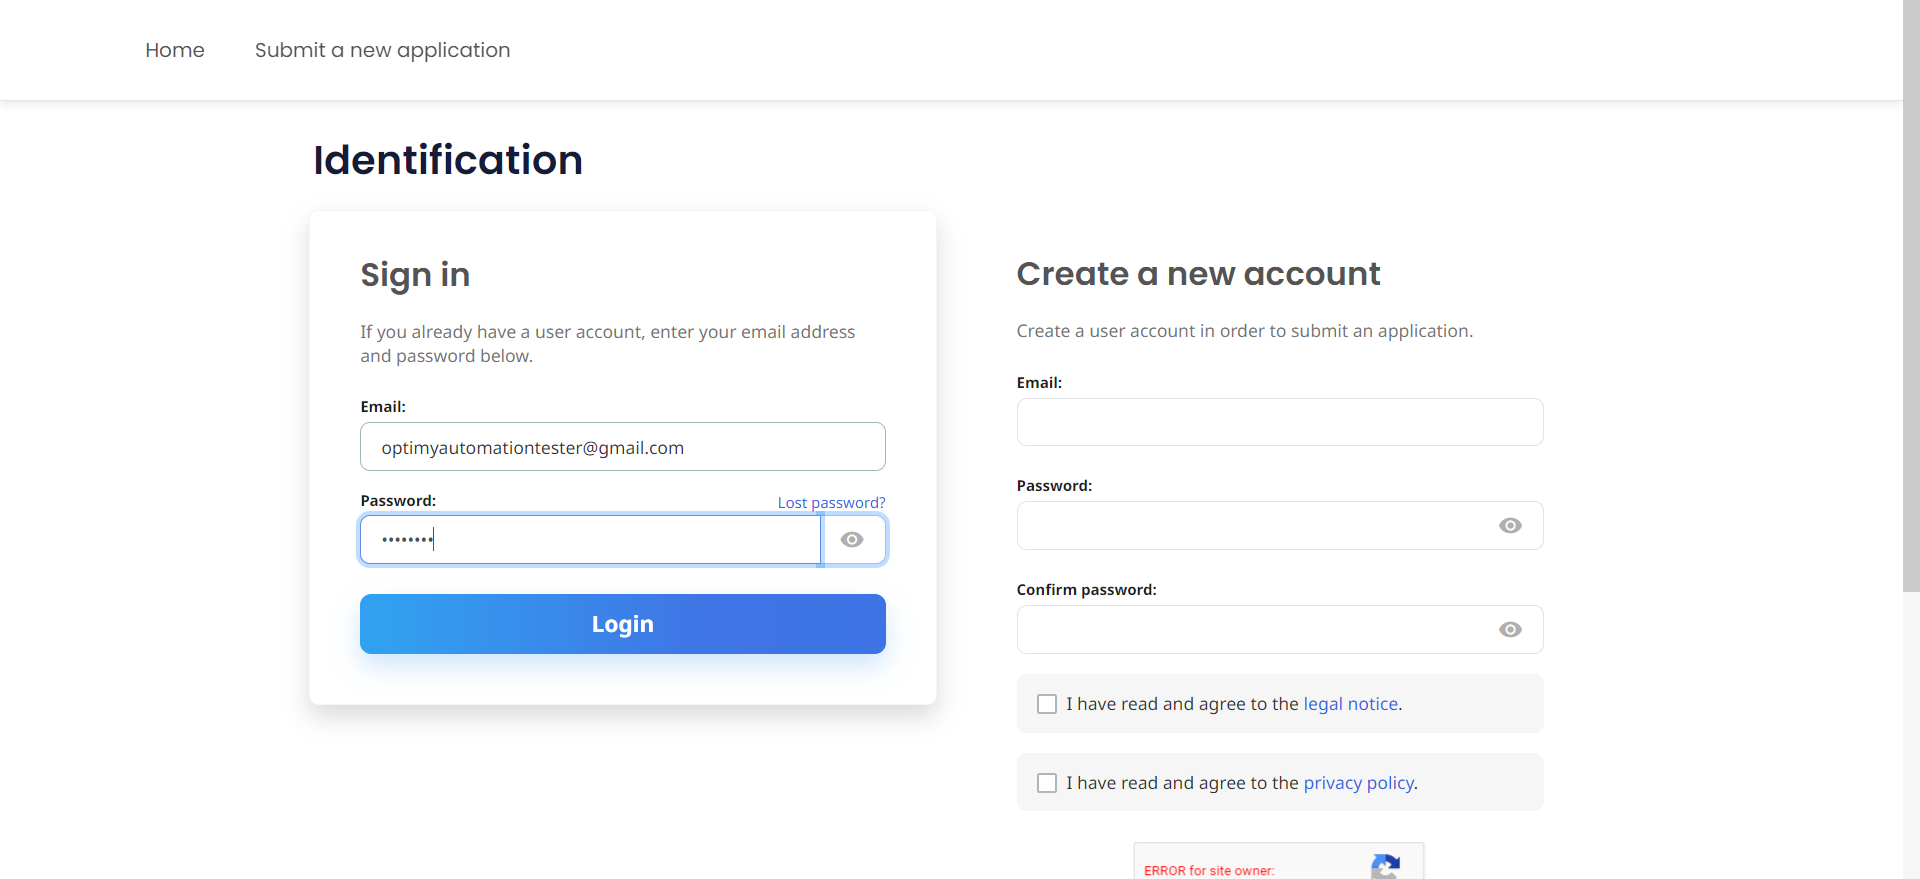 Home
Submit a new application
Identification
Sign in
If you already have a user account, enter your email address
and password below.
Email:
optimyautomationtester@gmail.com
Password:
Lost password?
••••••••
Login
Create a new account
Create a user account in order to submit an application.
Email:
Password:
Confirm password:
I have read and agree to the legal notice.
I have read and agree to the privacy policy.
ERROR for site owner: